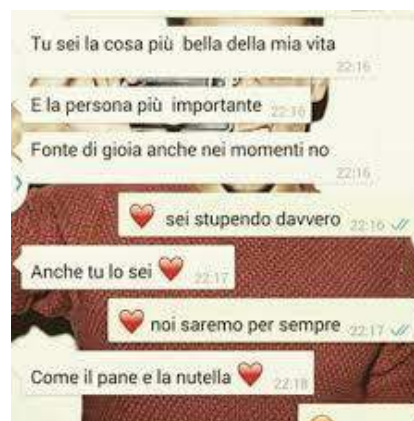 Tu sei la cosa più bella della mia vita
22:16
E la persona più importante 22:16
Fonte di gioia anche nei momenti no
22:16
❤ sei stupendo davvero 22:16
Anche tu lo sei ❤ 22:17
❤ noi saremo per sempre 22:17
Come il pane e la nutella ❤ 22:18